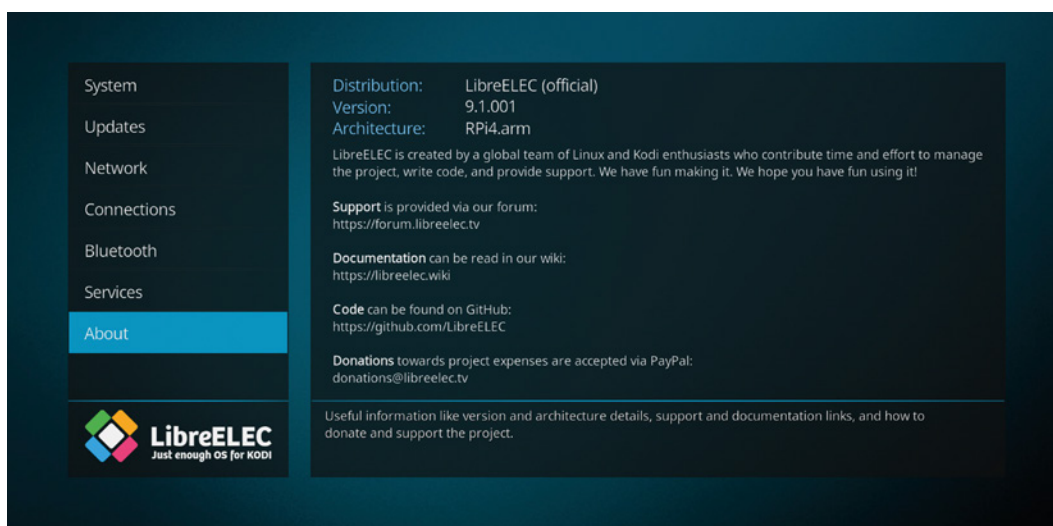 System
Updates
Network
Connections
Bluetooth
Services
About
LibreELEC
Just enough OS for KODI
Distribution: LibreELEC (official)
Version: 9.1.001
Architecture: RPi4.arm
LibreELEC is created by a global team of Linux and Kodi enthusiasts who contribute time and effort to manage
the project, write code, and provide support. We have fun making it. We hope you have fun using it!
Support is provided via our forum:
https://forum.libreelec.tv
Documentation can be read in our wiki:
https://libreelec.wiki
Code can be found on GitHub:
https://github.com/LibreELEC
Donations towards project expenses are accepted via PayPal:
donations@libreelec.tv
Useful information like version and architecture details, support and documentation links, and how to
donate and support the project.